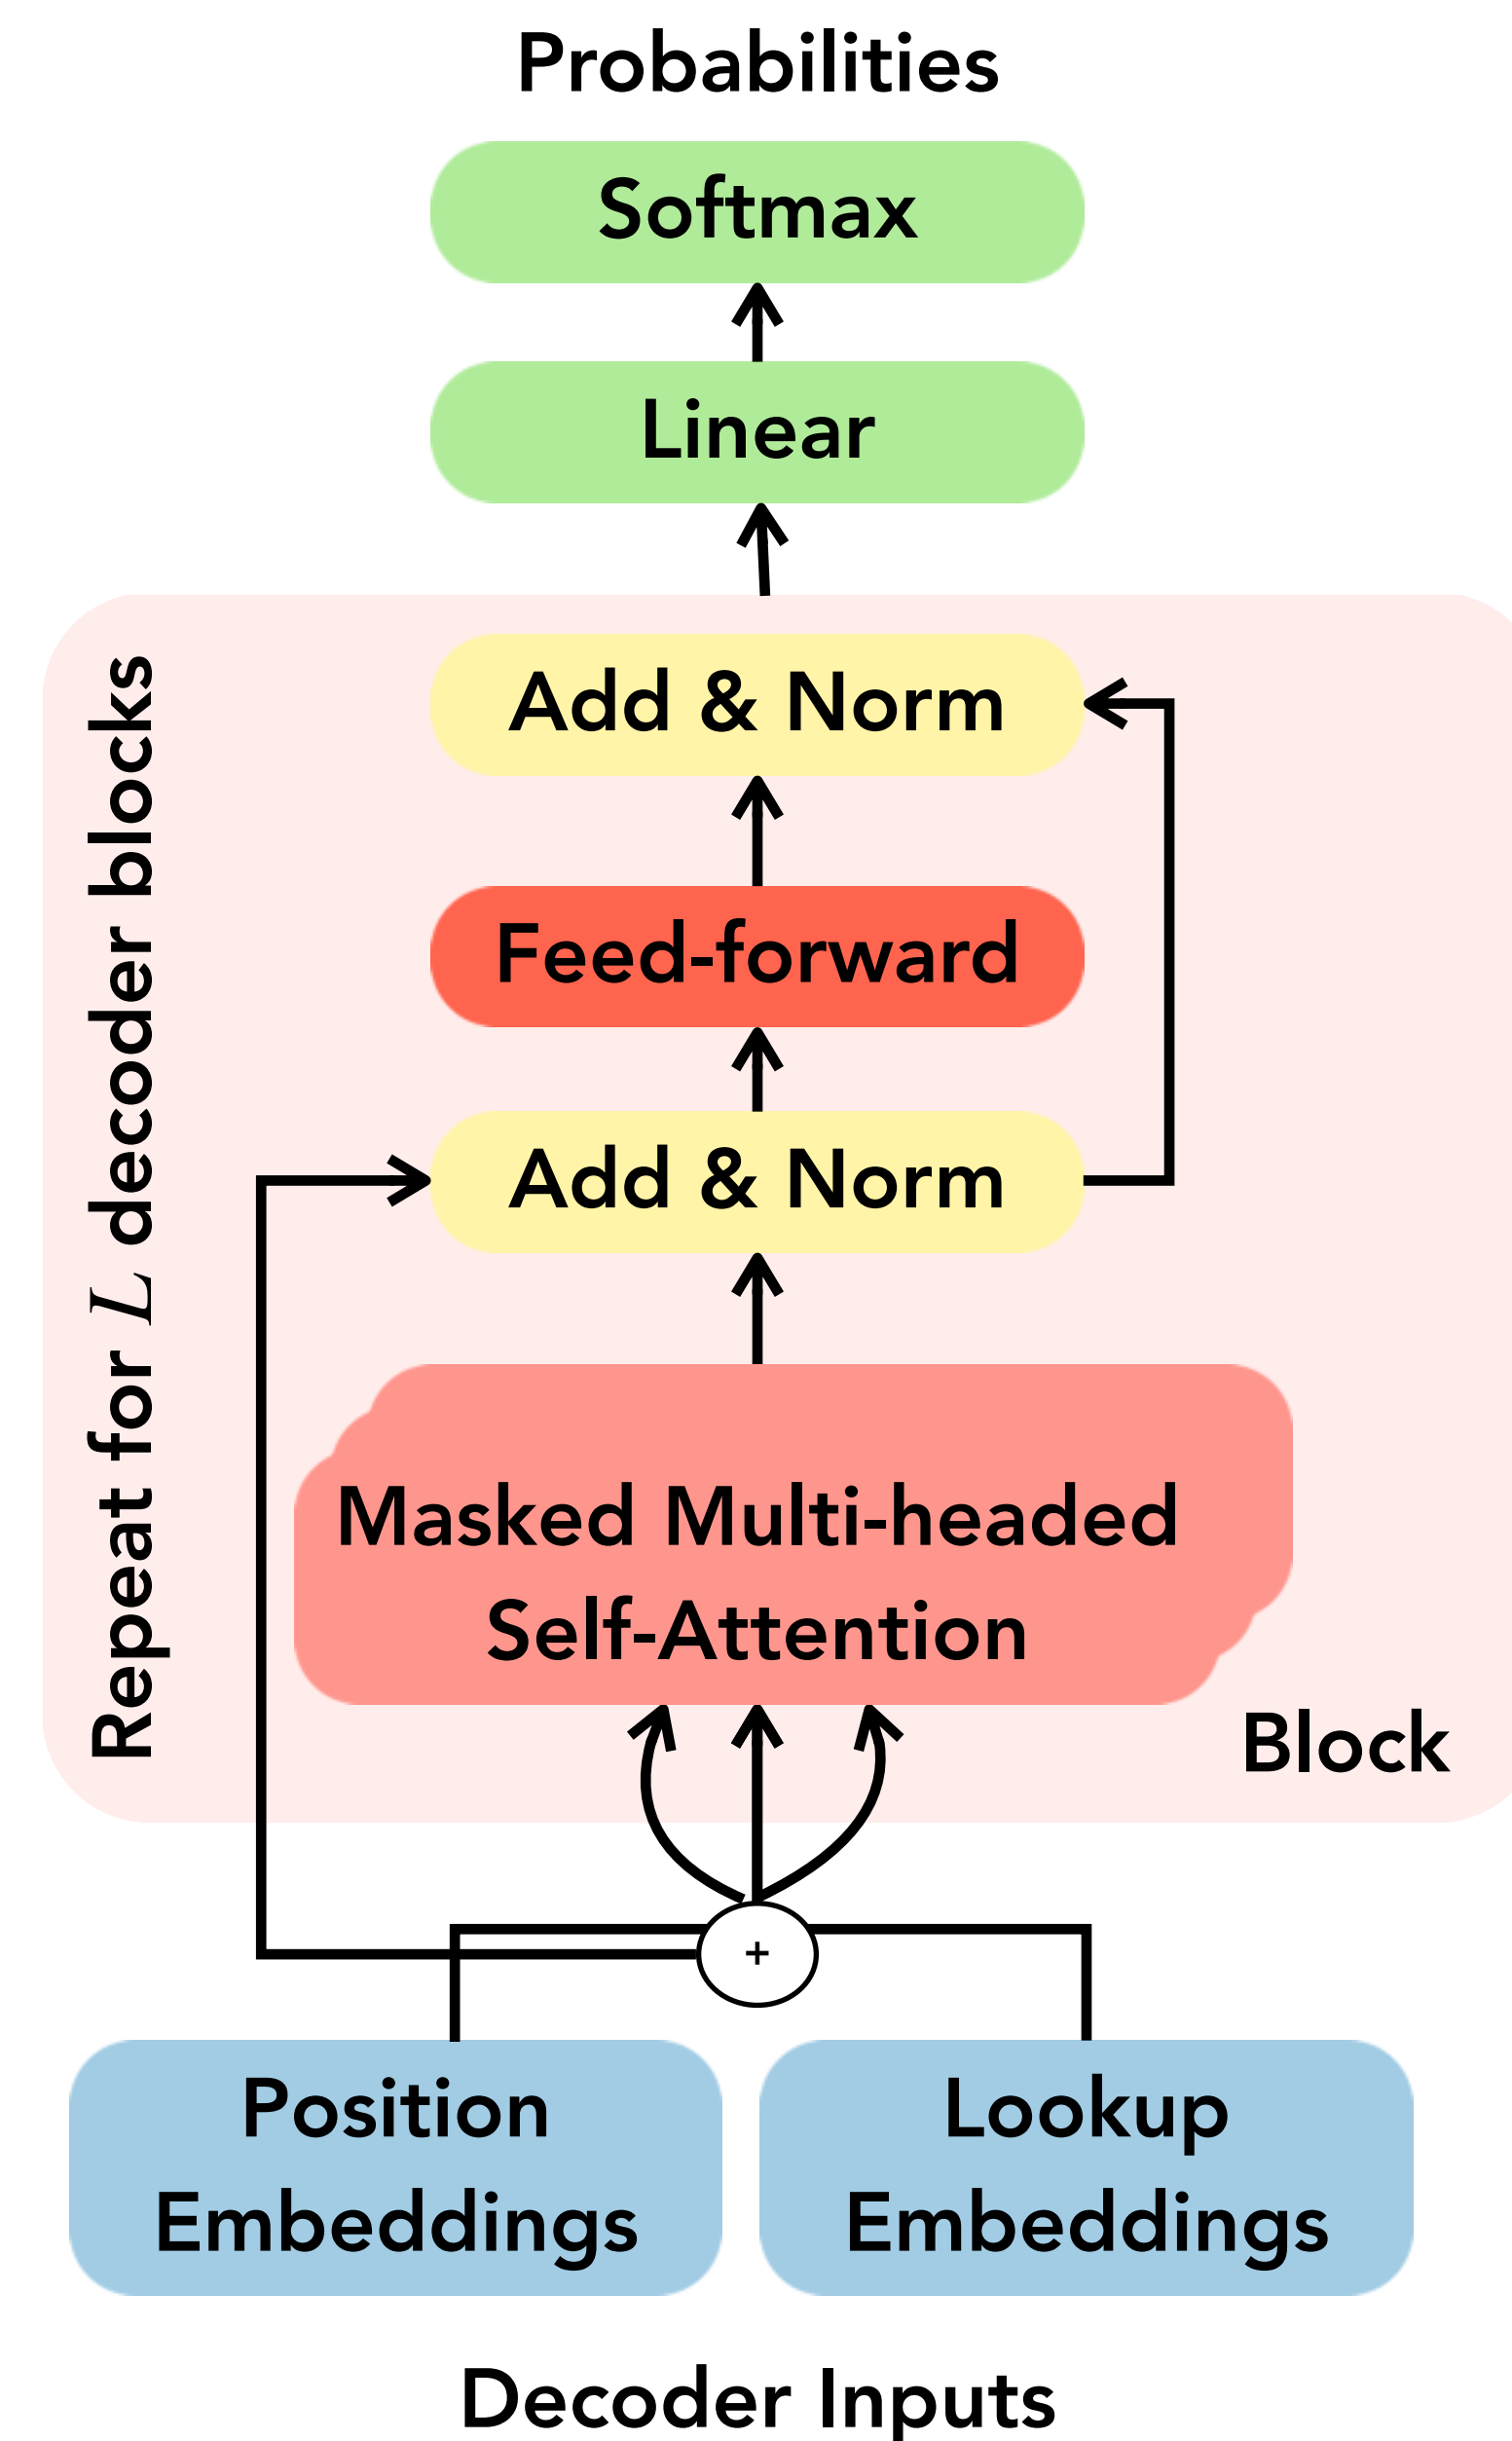 Probabilities
Softmax
Linear
Repeat for L decoder blocks
Add & Norm
Feed-forward
Add & Norm
Masked Multi-headed
Self-Attention
Block
+
Position
Embeddings
Lookup
Embeddings
Decoder Inputs